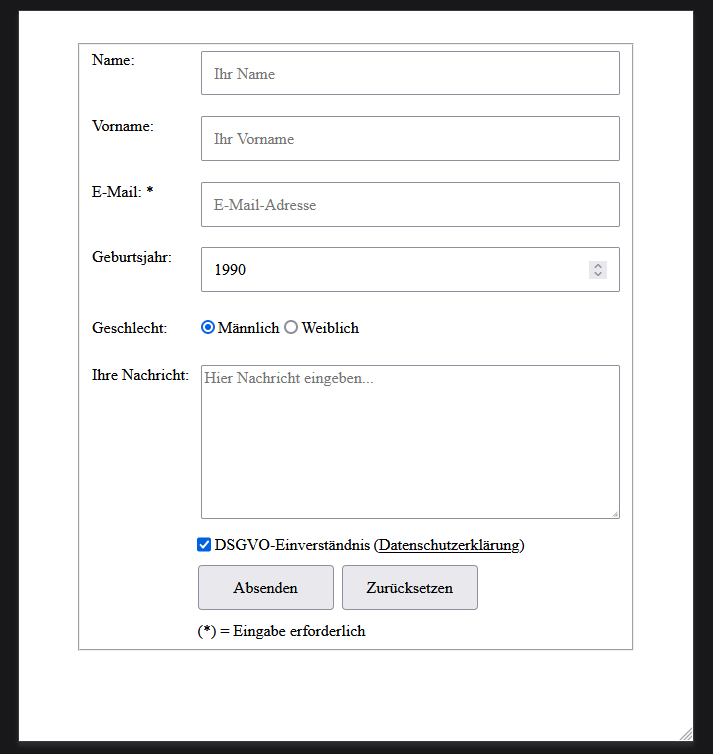 Name: Ihr Name
Vorname: Ihr Vorname
E-Mail: * E-Mail-Adresse
Geburtsjahr: 1990
Geschlecht: Männlich Weiblich
Ihre Nachricht: Hier Nachricht eingeben...
DSGVO-Einverständnis (Datenschutzerklärung)
Absenden Zurücksetzen
(*) = Eingabe erforderlich